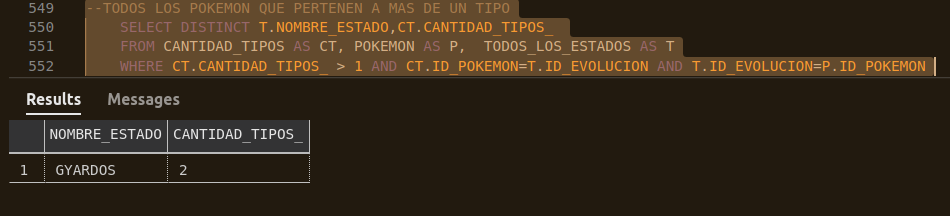 549 --TODOS LOS POKEMON QUE PERTENEN A MAS DE UN TIPO
550 SELECT DISTINCT T.NOMBRE_ESTADO,CT.CANTIDAD_TIPOS_
551 FROM CANTIDAD_TIPOS AS CT, POKEMON AS P,  TODOS_LOS_ESTADOS AS T
552 WHERE CT.CANTIDAD_TIPOS_ > 1 AND CT.ID_POKEMON=T.ID_EVOLUCION AND T.ID_EVOLUCION=P.ID_POKEMON
Results Messages
NOMBRE_ESTADO CANTIDAD_TIPOS_
1 GYARDOS 2